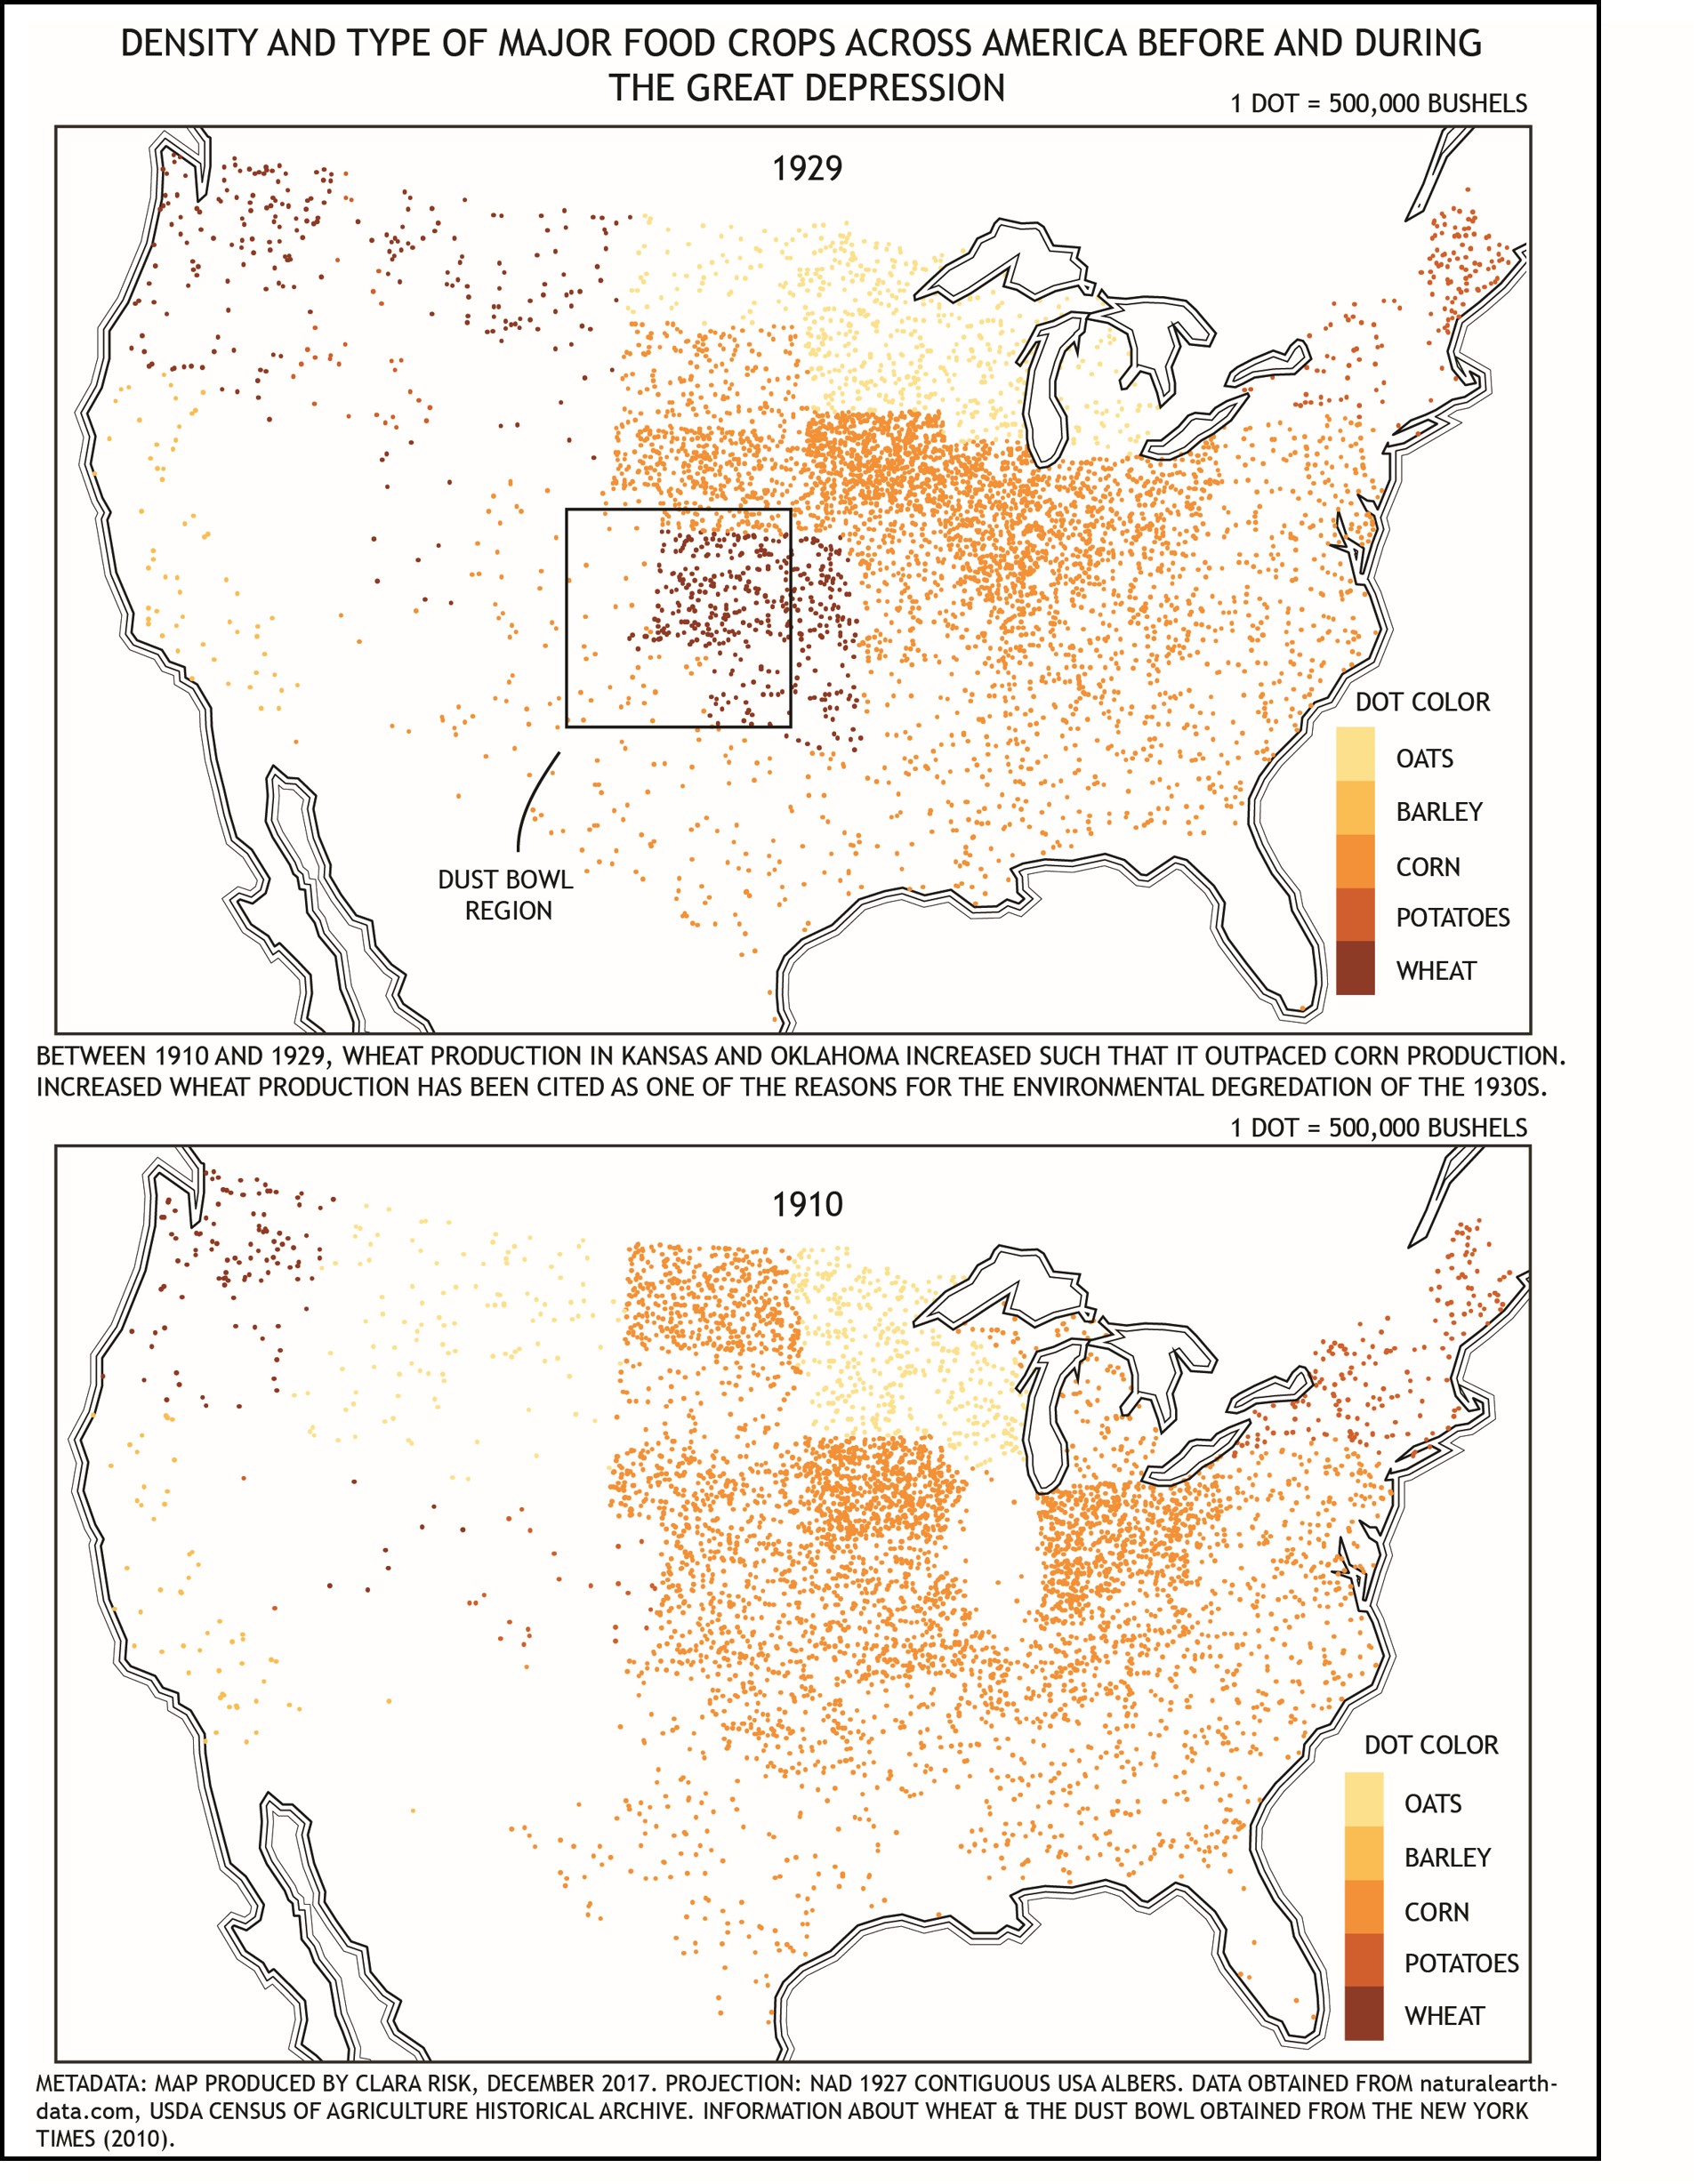 DENSITY AND TYPE OF MAJOR FOOD CROPS ACROSS AMERICA BEFORE AND DURING
THE GREAT DEPRESSION
1 DOT = 500,000 BUSHELS
1929
DUST BOWL
REGION
DOT COLOR
OATS
BARLEY
CORN
POTATOES
WHEAT
BETWEEN 1910 AND 1929, WHEAT PRODUCTION IN KANSAS AND OKLAHOMA INCREASED SUCH THAT IT OUTPACED CORN PRODUCTION.
INCREASED WHEAT PRODUCTION HAS BEEN CITED AS ONE OF THE REASONS FOR THE ENVIRONMENTAL DEGREDATION OF THE 1930S.
1 DOT = 500,000 BUSHELS
1910
DOT COLOR
OATS
BARLEY
CORN
POTATOES
WHEAT
METADATA: MAP PRODUCED BY CLARA RISK, DECEMBER 2017. PROJECTION: NAD 1927 CONTIGUOUS USA ALBERS. DATA OBTAINED FROM naturalearth-
data.com, USDA CENSUS OF AGRICULTURE HISTORICAL ARCHIVE. INFORMATION ABOUT WHEAT & THE DUST BOWL OBTAINED FROM THE NEW YORK
TIMES (2010).